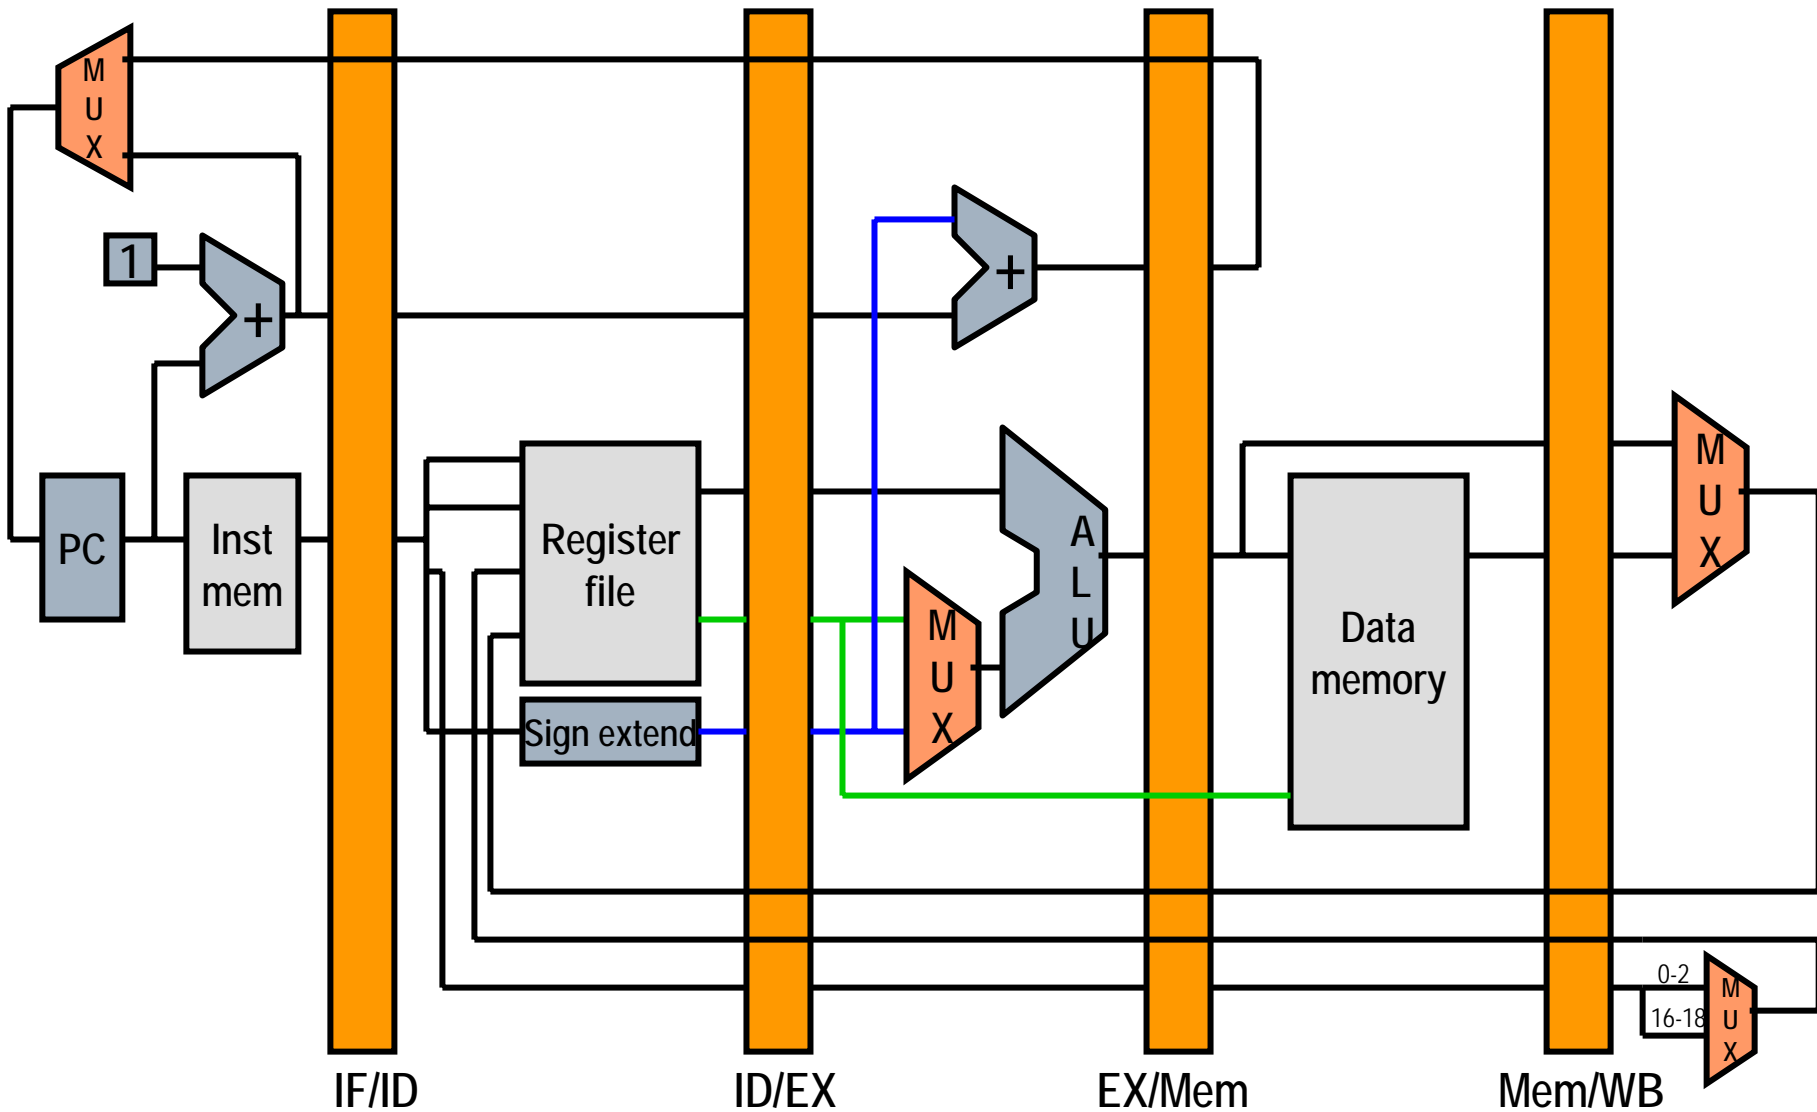 M
U
X
1
+
+
PC
Inst
mem
Register
file
Sign extend
M
U
X
A
L
U
Data
memory
M
U
X
0-2
16-18
M
U
X
IF/ID
ID/EX
EX/Mem
Mem/WB